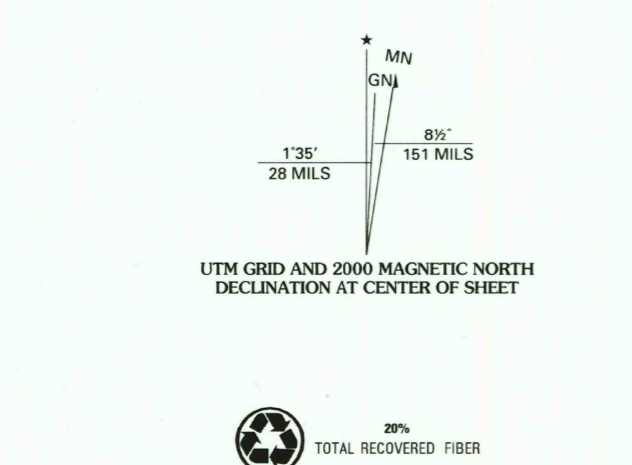 ★
MN
GN
1°35′
28 MILS
8½°
151 MILS
UTM GRID AND 2000 MAGNETIC NORTH
DECLINATION AT CENTER OF SHEET
20%
TOTAL RECOVERED FIBER